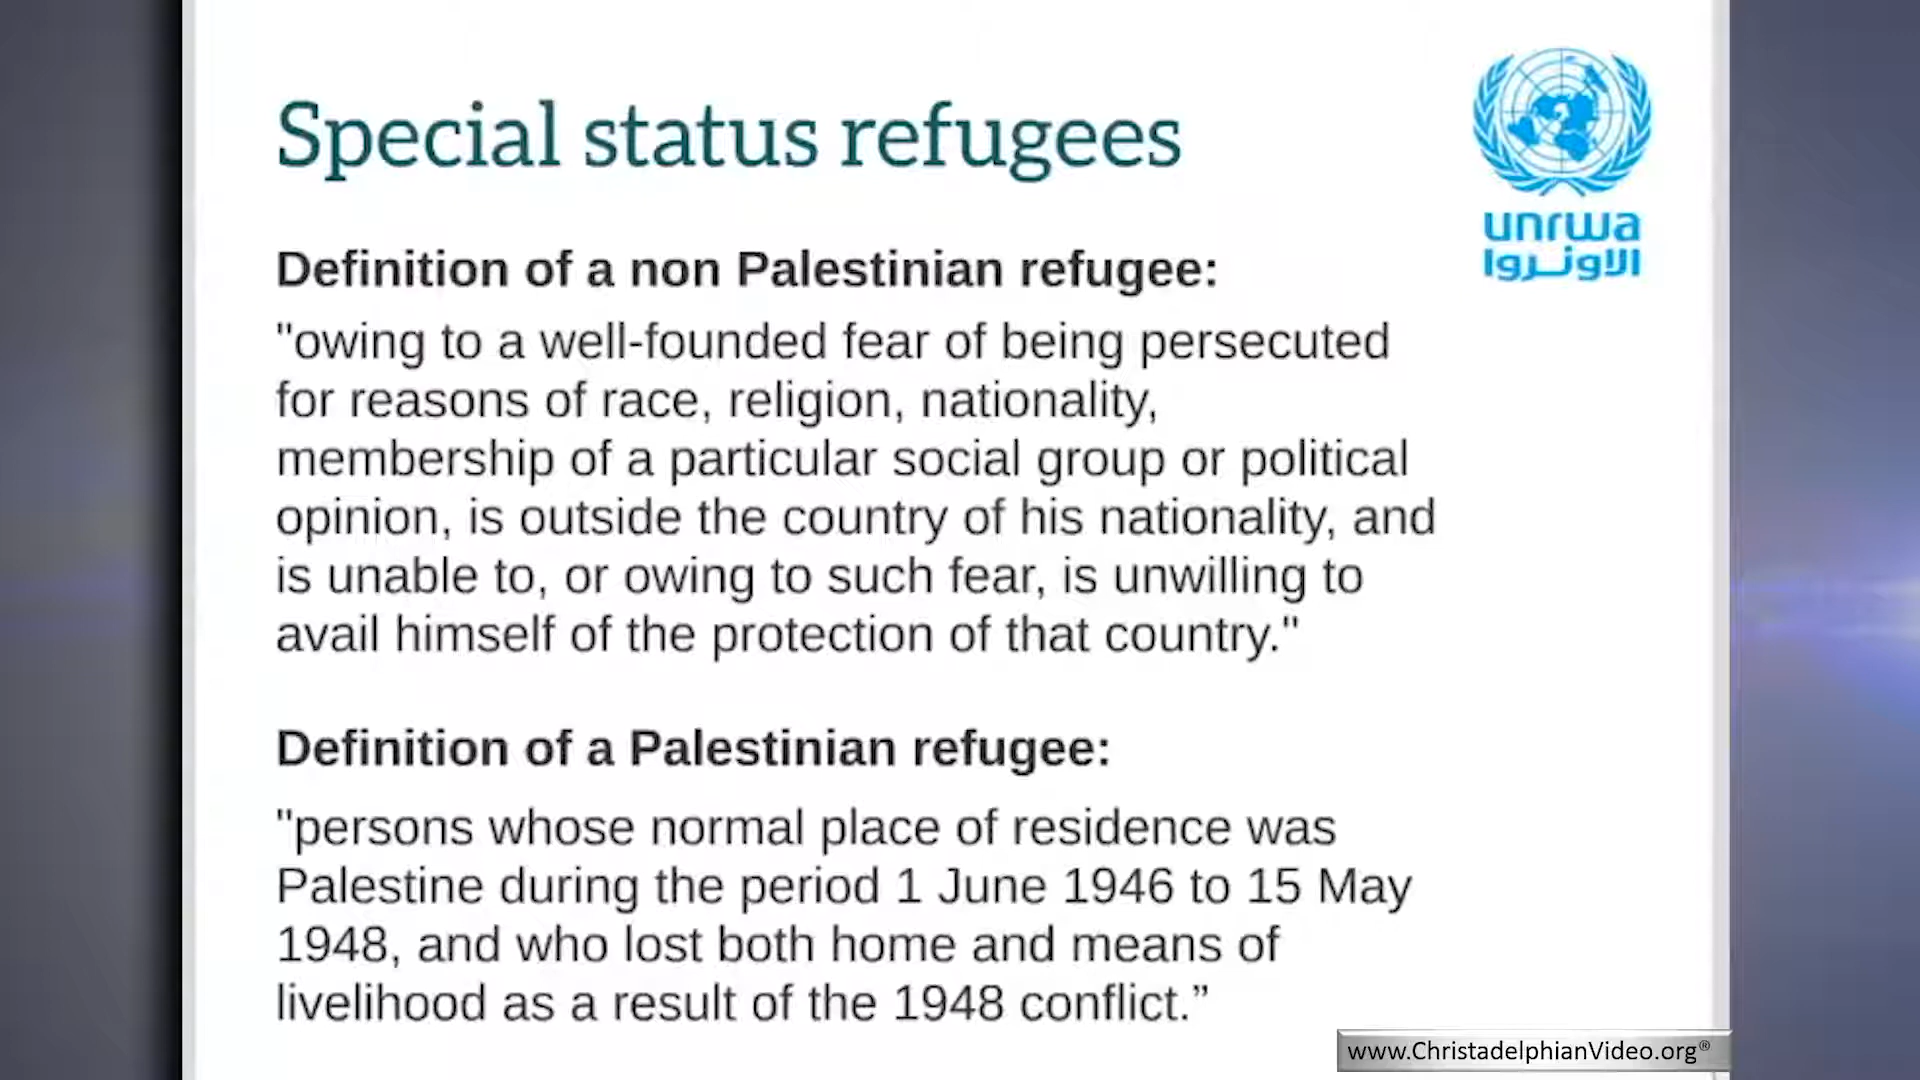 Special status refugees
unrwa
الاونروا
Definition of a non Palestinian refugee:
"owing to a well-founded fear of being persecuted
for reasons of race, religion, nationality,
membership of a particular social group or political
opinion, is outside the country of his nationality, and
is unable to, or owing to such fear, is unwilling to
avail himself of the protection of that country."
Definition of a Palestinian refugee:
"persons whose normal place of residence was
Palestine during the period 1 June 1946 to 15 May
1948, and who lost both home and means of
livelihood as a result of the 1948 conflict.”
www.ChristadelphianVideo.org®